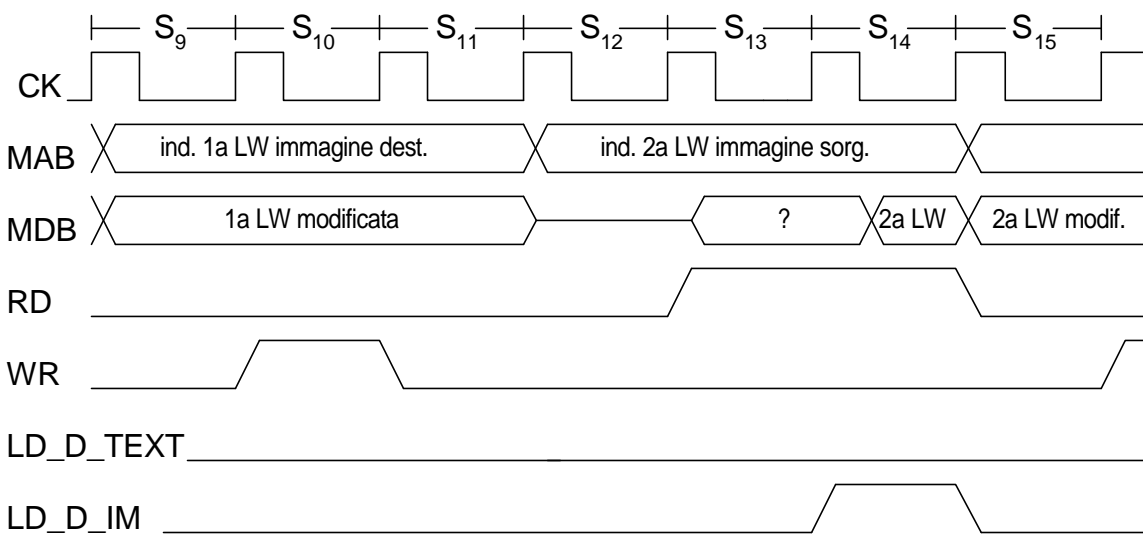 S9 S10 S11 S12 S13 S14 S15
CK
MAB ind. 1a LW immagine dest. ind. 2a LW immagine sorg.
MDB 1a LW modificata ? 2a LW 2a LW modif.
RD
WR
LD_D_TEXT
LD_D_IM